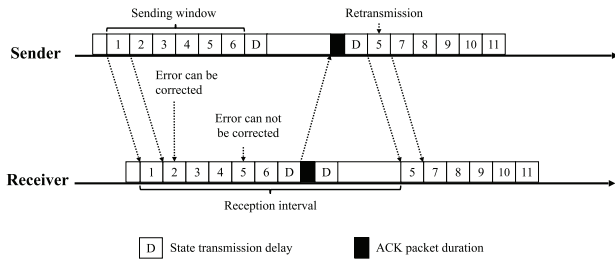 Sending window
Retransmission
Sender
1 2 3 4 5 6 D D 5 7 8 9 10 11
Error can be
corrected
Error can not
be corrected
Receiver
1 2 3 4 5 6 D D 5 7 8 9 10 11
Reception interval
D State transmission delay
ACK packet duration